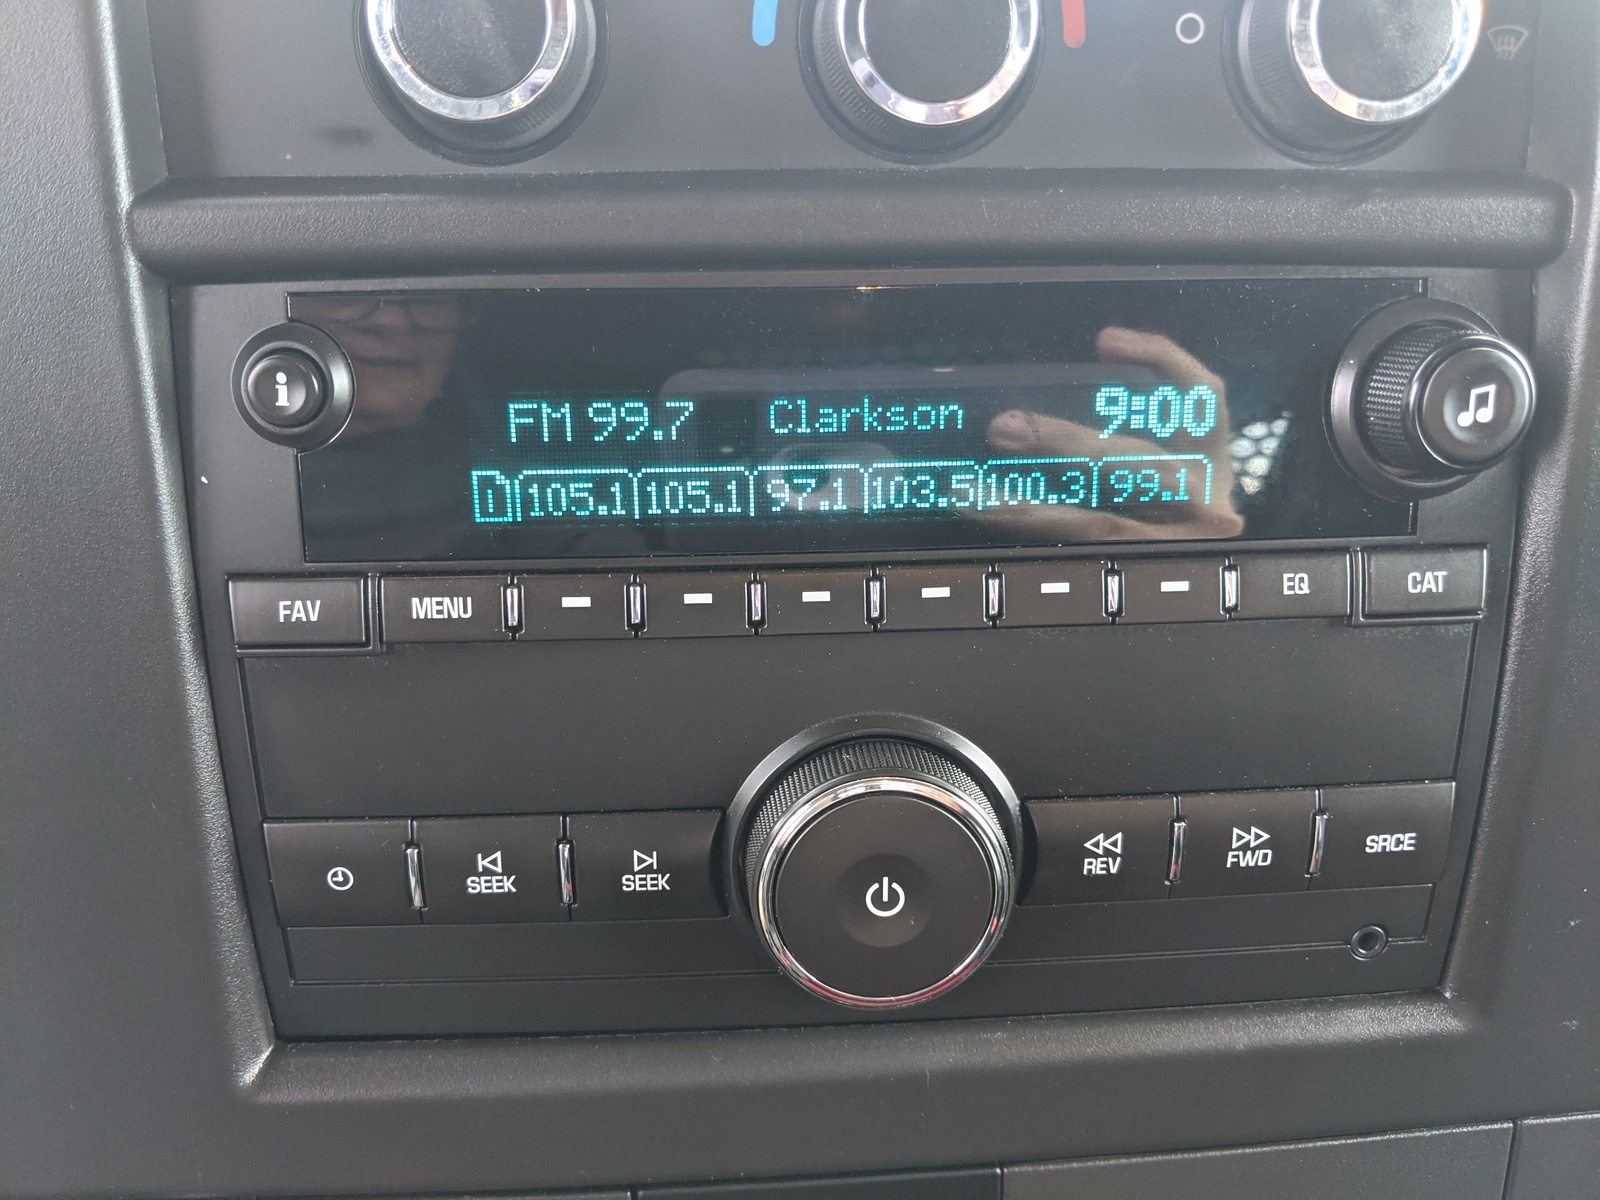 i
FM 99.7 Clarkson 9:00
105.1 105.1 97.1 103.5 100.3 99.1
FAV MENU EQ CAT
SEEK SEEK REV FWD SRCE